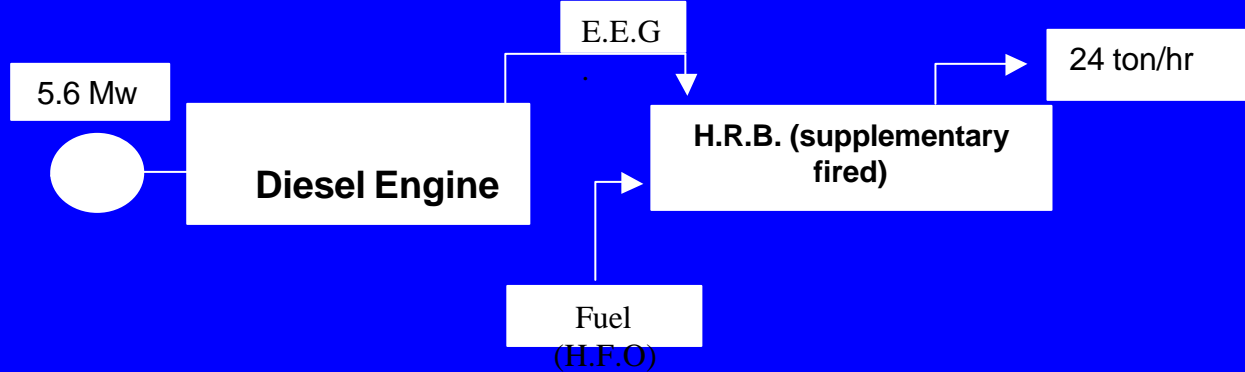 E.E.G
.
5.6 Mw
24 ton/hr
Diesel Engine
H.R.B. (supplementary
fired)
Fuel
(H.F.O)